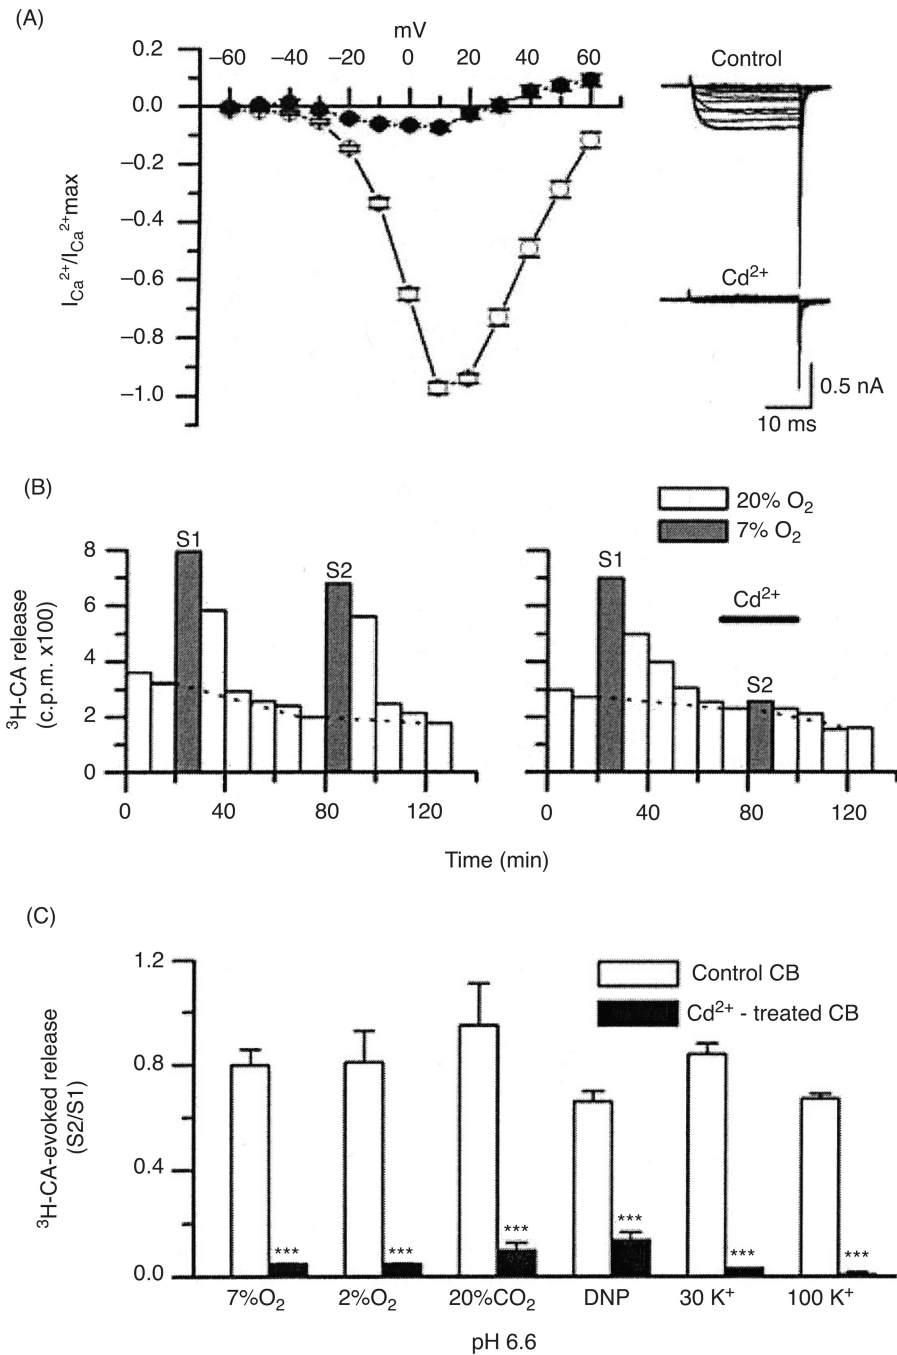 (A)
mV
−60 −40 −20 0 20 40 60
0.2
0.0
−0.2
−0.4
−0.6
−0.8
−1.0
I_Ca²⁺/I_Ca²⁺max
Control
Cd²⁺
0.5 nA
10 ms
(B)
20% O₂
7% O₂
8
6
4
2
0
³H-CA release
(c.p.m. x100)
S1
S2
S1
Cd²⁺
S2
0 40 80 120
0 40 80 120
Time (min)
(C)
1.2
0.8
0.4
0.0
³H-CA-evoked release
(S2/S1)
Control CB
Cd²⁺ - treated CB
*** *** *** *** *** ***
7%O₂ 2%O₂ 20%CO₂ DNP 30 K⁺ 100 K⁺
pH 6.6